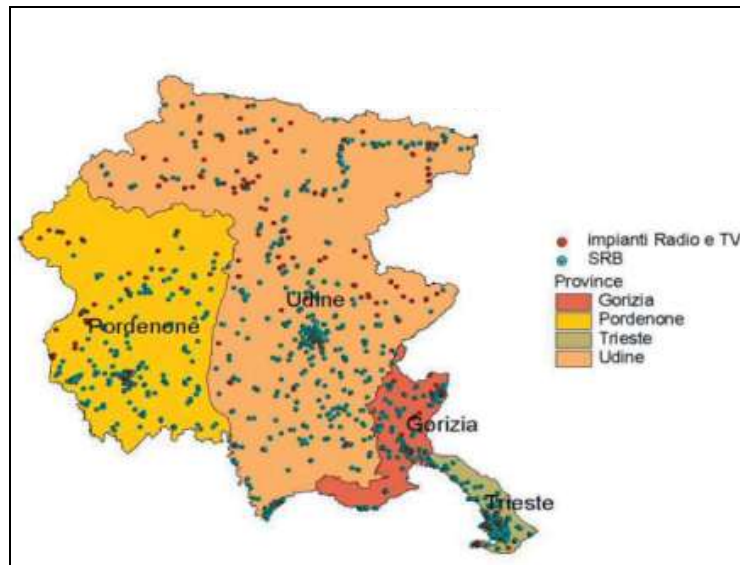 Udine
Pordenone
Gorizia
Trieste
Impianti Radio e TV
SRB
Province
Gorizia
Pordenone
Trieste
Udine